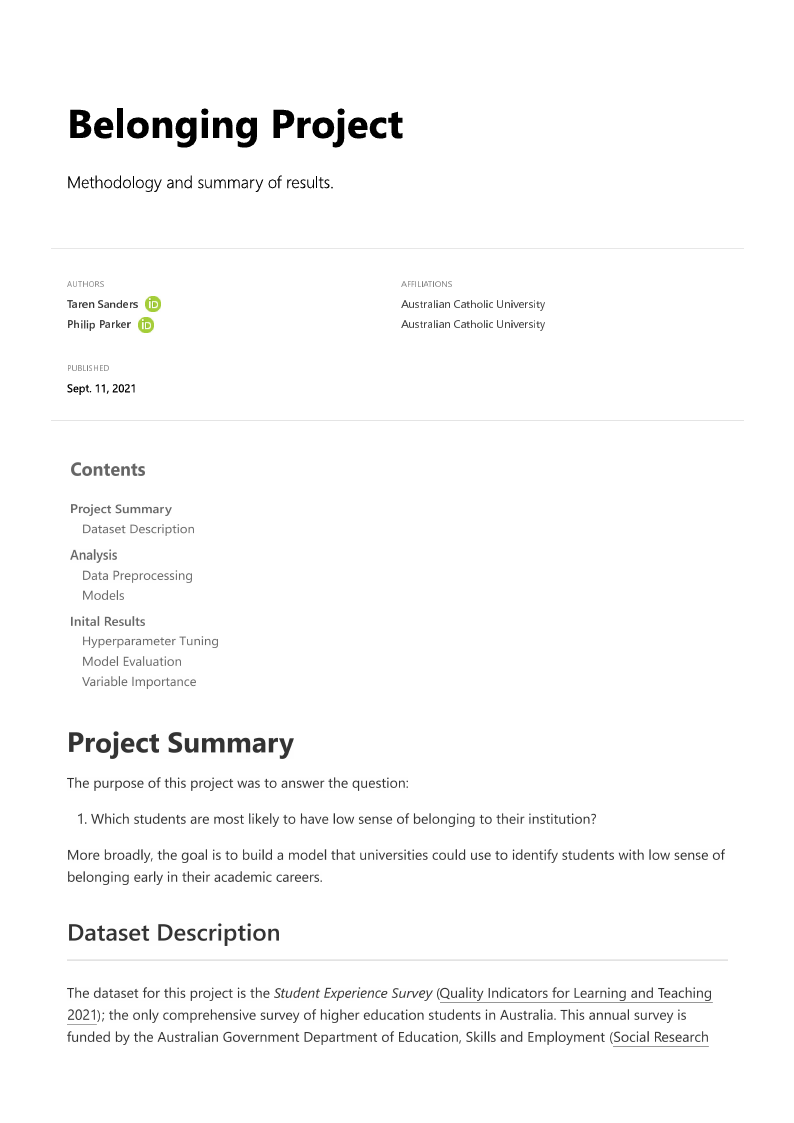 Belonging Project
Methodology and summary of results.
AUTHORS
AFFILIATIONS
Taren Sanders iD
Australian Catholic University
Philip Parker iD
Australian Catholic University
PUBLISHED
Sept. 11, 2021
Contents
Project Summary
Dataset Description
Analysis
Data Preprocessing
Models
Inital Results
Hyperparameter Tuning
Model Evaluation
Variable Importance
Project Summary
The purpose of this project was to answer the question:
1. Which students are most likely to have low sense of belonging to their institution?
More broadly, the goal is to build a model that universities could use to identify students with low sense of
belonging early in their academic careers.
Dataset Description
The dataset for this project is the Student Experience Survey (Quality Indicators for Learning and Teaching
2021); the only comprehensive survey of higher education students in Australia. This annual survey is
funded by the Australian Government Department of Education, Skills and Employment (Social Research